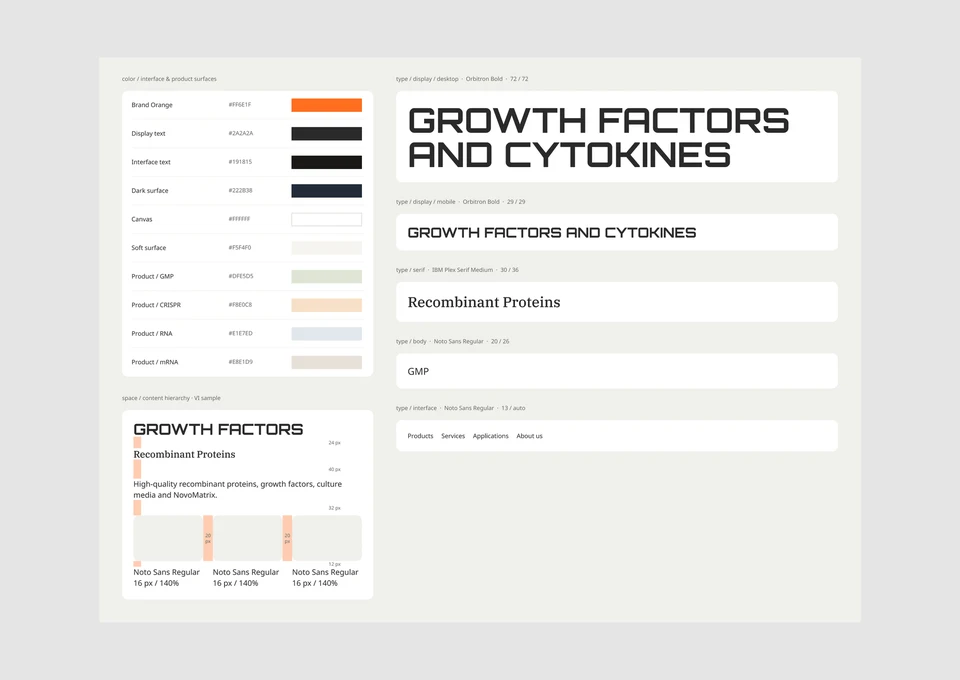 color / interface & product surfaces
Brand Orange #FF6E1F
Display text #2A2A2A
Interface text #191815
Dark surface #222B38
Canvas #FFFFFF
Soft surface #F5F4F0
Product / GMP #DFE5D5
Product / CRISPR #F8E0C8
Product / RNA #E1E7ED
Product / mRNA #E8E1D9
space / content hierarchy · VI sample
GROWTH FACTORS
24 px
Recombinant Proteins
40 px
High-quality recombinant proteins, growth factors, culture
media and NovoMatrix.
32 px
20 px
20 px
12 px
Noto Sans Regular Noto Sans Regular Noto Sans Regular
16 px / 140% 16 px / 140% 16 px / 140%
type / display / desktop · Orbitron Bold · 72 / 72
GROWTH FACTORS
AND CYTOKINES
type / display / mobile · Orbitron Bold · 29 / 29
GROWTH FACTORS AND CYTOKINES
type / serif · IBM Plex Serif Medium · 30 / 36
Recombinant Proteins
type / body · Noto Sans Regular · 20 / 26
GMP
type / interface · Noto Sans Regular · 13 / auto
Products Services Applications About us